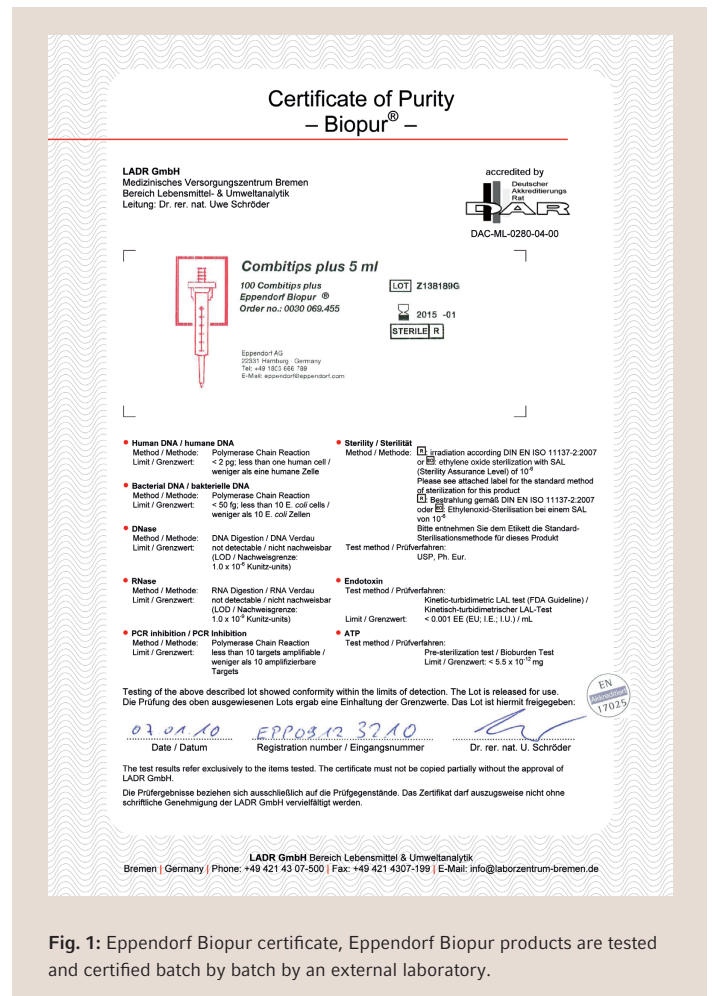 Certificate of Purity
– Biopur® –
LADR GmbH
Medizinisches Versorgungszentrum Bremen
Bereich Lebensmittel- & Umweltanalytik
Leitung: Dr. rer. nat. Uwe Schröder
accredited by
Deutscher
Akkreditierungs
Rat
DAR
DAC-ML-0280-04-00
Combitips plus 5 ml
100 Combitips plus
Eppendorf Biopur ®
Order no.: 0030 069.455
LOT Z138189G
2015 -01
STERILE R
Eppendorf AG
22331 Hamburg · Germany
Tel: +49 1803 666 789
E-Mail: eppendorf@eppendorf.com
• Human DNA / humane DNA
Method / Methode: Polymerase Chain Reaction
Limit / Grenzwert: < 2 pg; less than one human cell /
weniger als eine humane Zelle
• Bacterial DNA / bakterielle DNA
Method / Methode: Polymerase Chain Reaction
Limit / Grenzwert: < 50 fg; less than 10 E. coli cells /
weniger als 10 E. coli Zellen
• DNase
Method / Methode: DNA Digestion / DNA Verdau
Limit / Grenzwert: not detectable / nicht nachweisbar
(LOD / Nachweisgrenze:
1.0 x 10⁻⁶ Kunitz-units)
• RNase
Method / Methode: RNA Digestion / RNA Verdau
Limit / Grenzwert: not detectable / nicht nachweisbar
(LOD / Nachweisgrenze:
1.0 x 10⁻⁹ Kunitz-units)
• PCR inhibition / PCR Inhibition
Method / Methode: Polymerase Chain Reaction
Limit / Grenzwert: less than 10 targets amplifiable /
weniger als 10 amplifizierbare
Targets
• Sterility / Sterilität
Method / Methode: R: irradiation according DIN EN ISO 11137-2:2007
or EO: ethylene oxide sterilization with SAL
(Sterility Assurance Level) of 10⁻⁶
Please see attached label for the standard method
of sterilization for this product
R: Bestrahlung gemäß DIN EN ISO 11137-2:2007
oder EO: Ethylenoxid-Sterilisation bei einem SAL
von 10⁻⁶
Bitte entnehmen Sie dem Etikett die Standard-
Sterilisationsmethode für dieses Produkt
Test method / Prüfverfahren:
USP, Ph. Eur.
• Endotoxin
Test method / Prüfverfahren:
Kinetic-turbidimetric LAL test (FDA Guideline) /
Kinetisch-turbidimetrischer LAL-Test
Limit / Grenzwert: < 0.001 EE (EU; I.E.; I.U.) / mL
• ATP
Test method / Prüfverfahren:
Pre-sterilization test / Bioburden Test
Limit / Grenzwert: < 5.5 x 10⁻¹² mg
Testing of the above described lot showed conformity within the limits of detection. The Lot is released for use.
Die Prüfung des oben ausgewiesenen Lots ergab eine Einhaltung der Grenzwerte. Das Lot ist hiermit freigegeben:
EN
Akkreditiert
17025
07.01.10 EPP0912 3210
Date / Datum Registration number / Eingangsnummer Dr. rer. nat. U. Schröder
The test results refer exclusively to the items tested. The certificate must not be copied partially without the approval of
LADR GmbH.
Die Prüfergebnisse beziehen sich ausschließlich auf die Prüfgegenstände. Das Zertifikat darf auszugsweise nicht ohne
schriftliche Genehmigung der LADR GmbH vervielfältigt werden.
LADR GmbH Bereich Lebensmittel & Umweltanalytik
Bremen | Germany | Phone: +49 421 43 07-500 | Fax: +49 421 4307-199 | E-Mail: info@laborzentrum-bremen.de
Fig. 1: Eppendorf Biopur certificate, Eppendorf Biopur products are tested
and certified batch by batch by an external laboratory.